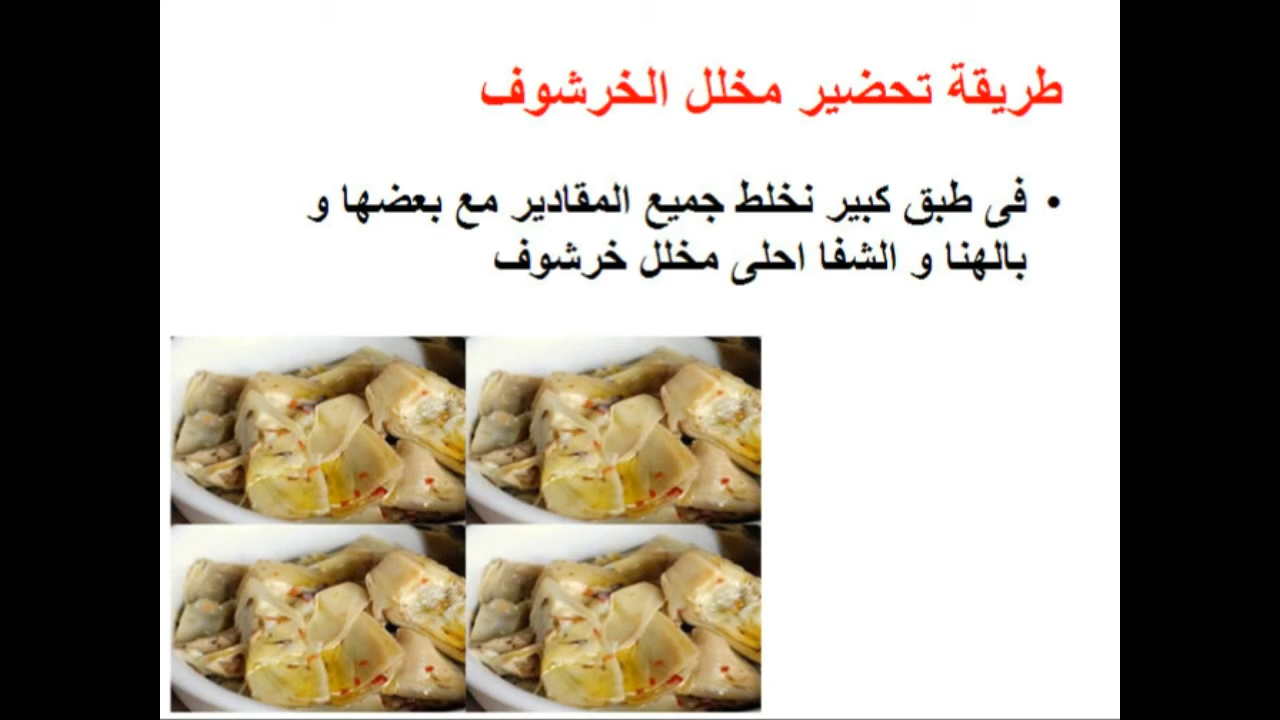 طريقة تحضير مخلل الخرشوف
• فى طبق كبير نخلط جميع المقادير مع بعضها و
بالهنا و الشفا احلى مخلل خرشوف